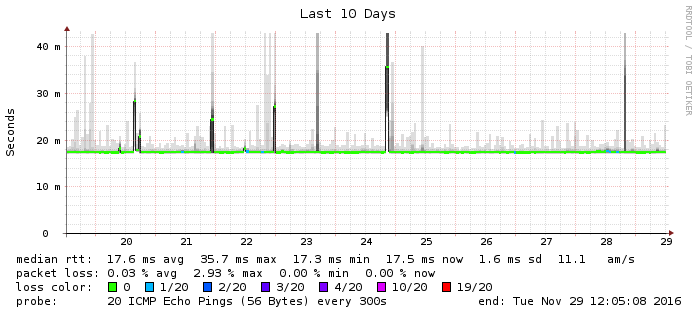 Last 10 Days
RRDTOOL / TOBI OETIKER
Seconds
40 m
30 m
20 m
10 m
0
20 21 22 23 24 25 26 27 28 29
median rtt: 17.6 ms avg 35.7 ms max 17.3 ms min 17.5 ms now 1.6 ms sd 11.1 am/s
packet loss: 0.03 % avg 2.93 % max 0.00 % min 0.00 % now
loss color: 0 1/20 2/20 3/20 4/20 10/20 19/20
probe: 20 ICMP Echo Pings (56 Bytes) every 300s end: Tue Nov 29 12:05:08 2016